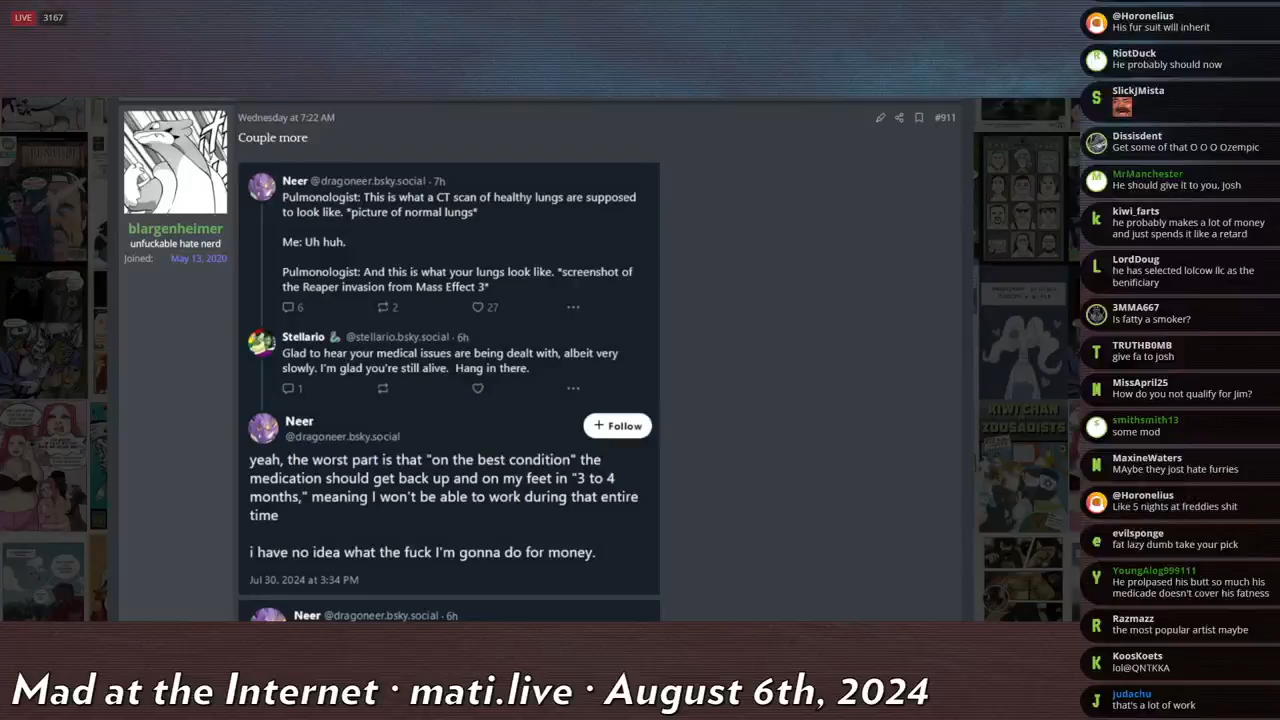 LIVE 3167
Wednesday at 7:22 AM
#911
Couple more
blargenheimer
unfuckable hate nerd
Joined: May 13, 2020
Neer @dragoneer.bsky.social · 7h
Pulmonologist: This is what a CT scan of healthy lungs are supposed
to look like. *picture of normal lungs*
Me: Uh huh.
Pulmonologist: And this is what your lungs look like. *screenshot of
the Reaper invasion from Mass Effect 3*
6 2 27 ...
Stellario @stellario.bsky.social · 6h
Glad to hear your medical issues are being dealt with, albeit very
slowly. I'm glad you're still alive. Hang in there.
1 ...
Neer
@dragoneer.bsky.social
+ Follow
yeah, the worst part is that "on the best condition" the
medication should get back up and on my feet in "3 to 4
months," meaning I won't be able to work during that entire
time
i have no idea what the fuck I'm gonna do for money.
Jul 30. 2024 at 3:34 PM
Neer @dragoneer.bsky.social · 6h
KIWI CHAN
ZOOSADISTS
@Horonelius
His fur suit will inherit
R
RiotDuck
He probably should now
S
SlickJMista
Dissisdent
Get some of that O O O Ozempic
MrManchester
He should give it to you, Josh
k
kiwi_farts
he probably makes a lot of money
and just spends it like a retard
L
LordDoug
he has selected lolcow llc as the
benificiary
3MMA667
Is fatty a smoker?
T
TRUTHB0MB
give fa to josh
MissApril25
How do you not qualify for Jim?
s
smithsmith13
some mod
MaxineWaters
MAybe they just hate furries
@Horonelius
Like 5 nights at freddies shit
e
evilsponge
fat lazy dumb take your pick
Y
YoungAlog999111
He prolpased his butt so much his
medicade doesn't cover his fatness
R
Razmazz
the most popular artist maybe
K
KoosKoets
lol@QNTKKA
J
judachu
that's a lot of work
Mad at the Internet · mati.live · August 6th, 2024